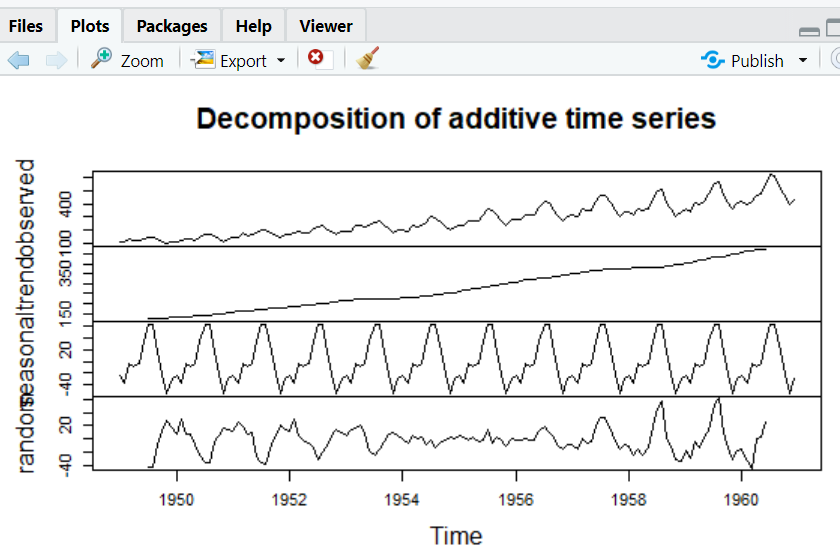 Files Plots Packages Help Viewer
Zoom Export Publish
Decomposition of additive time series
observed
400
100
trend
350
150
seasonal
20
-40
random
20
-40
1950 1952 1954 1956 1958 1960
Time